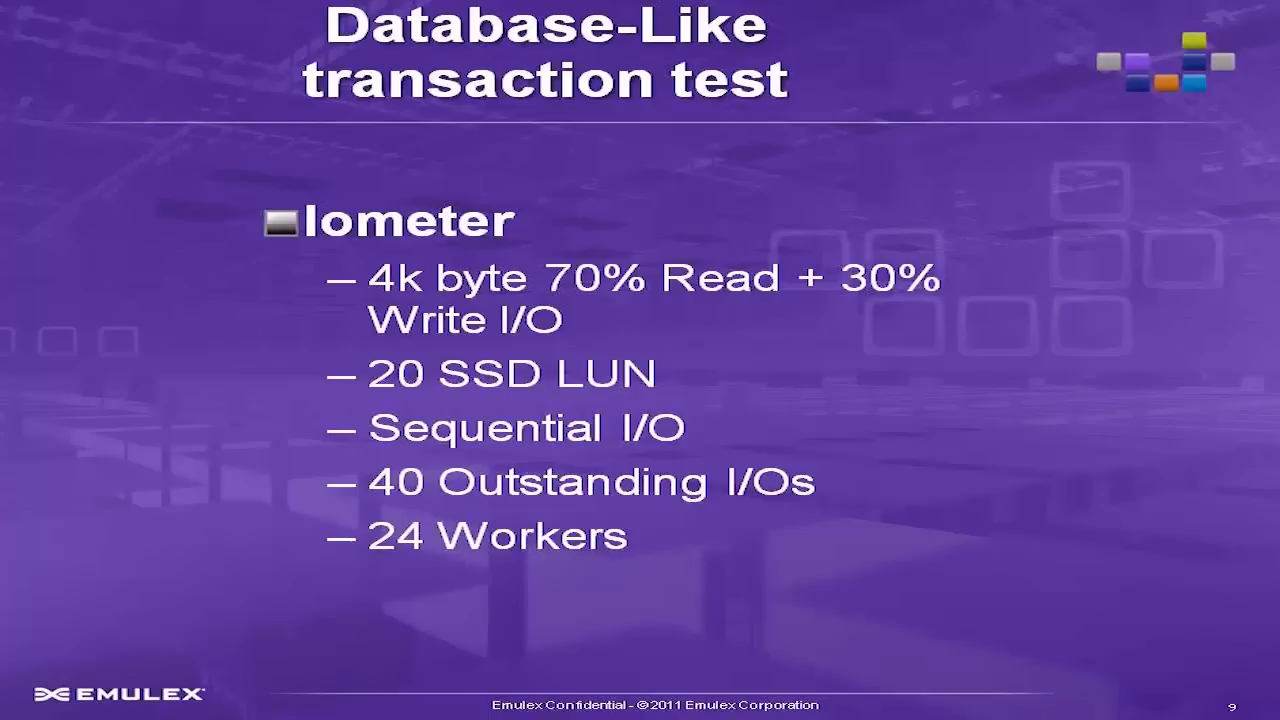 Database-Like
transaction test
Iometer
– 4k byte 70% Read + 30%
Write I/O
– 20 SSD LUN
– Sequential I/O
– 40 Outstanding I/Os
– 24 Workers
EMULEX
Emulex Confidential - © 2011 Emulex Corporation
9